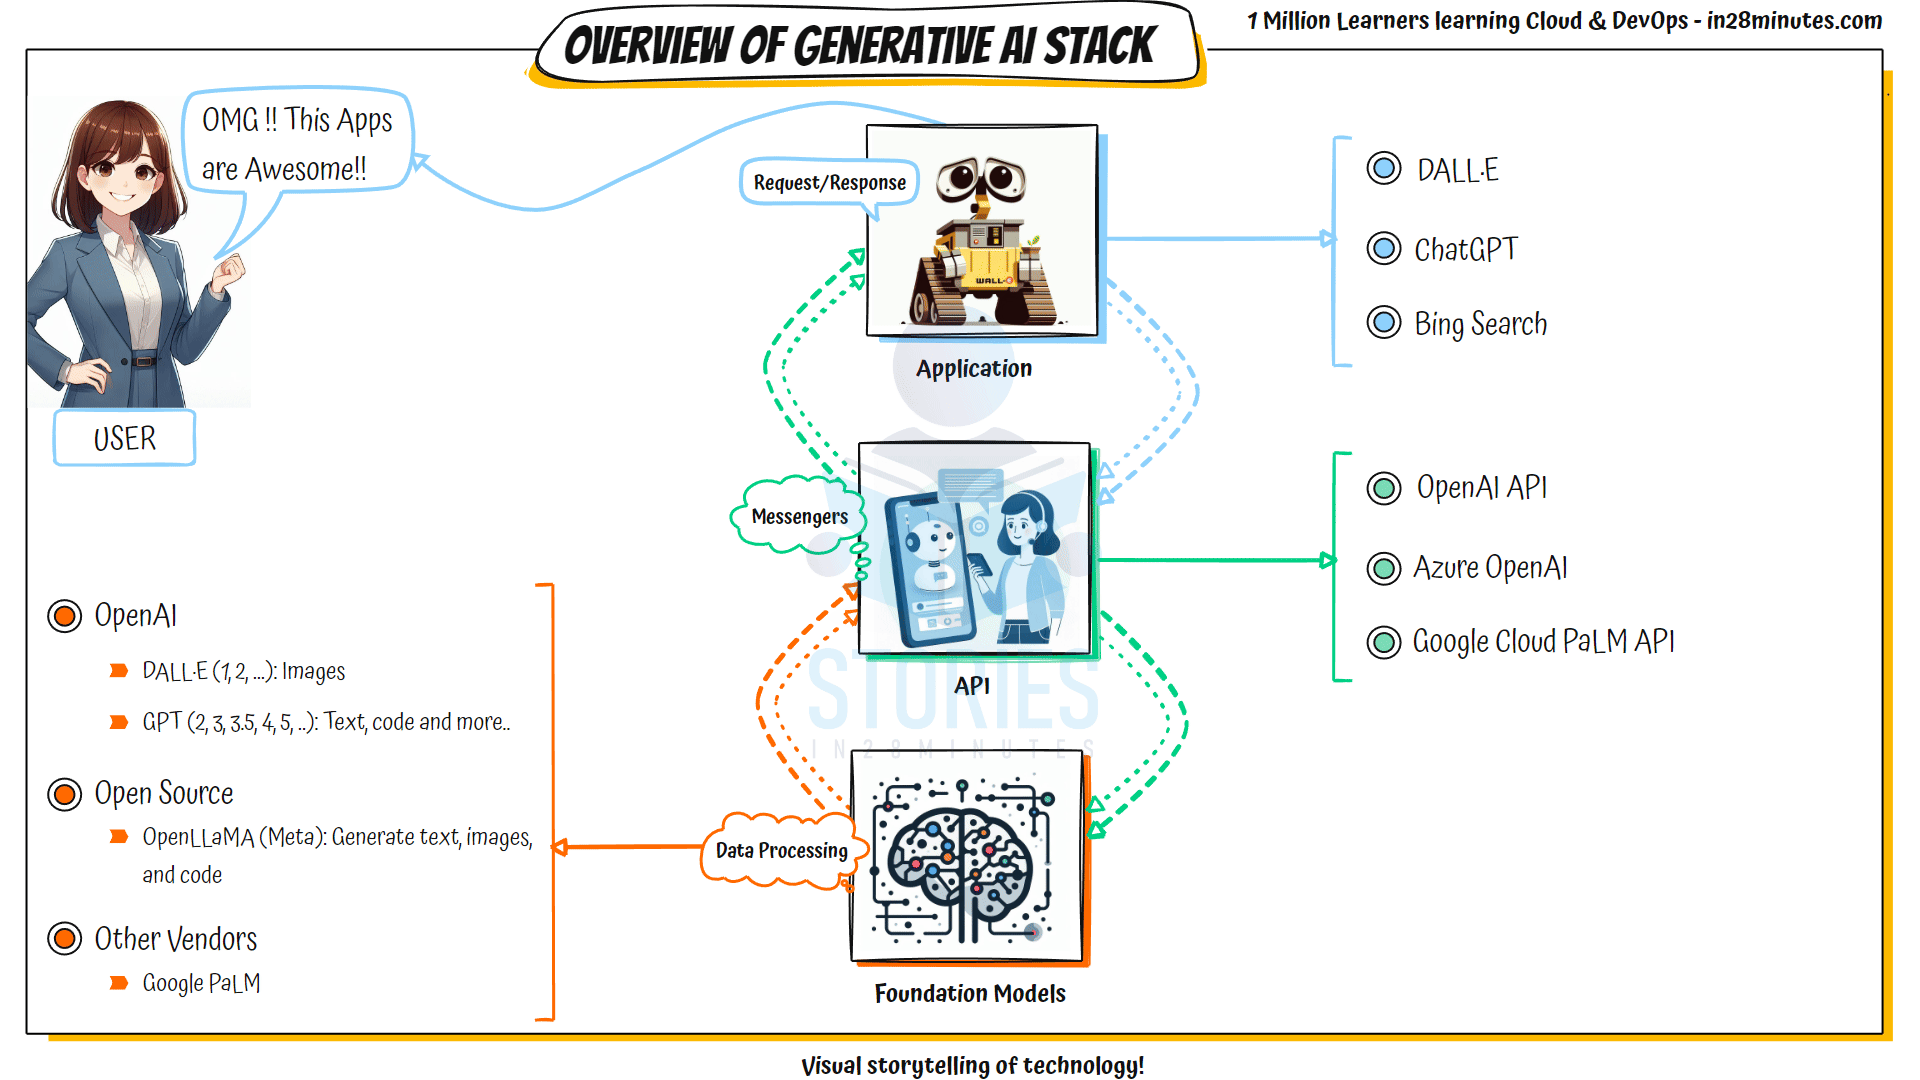 1 Million Learners learning Cloud & DevOps - in28minutes.com
OVERVIEW OF GENERATIVE AI STACK
OMG !! This Apps
are Awesome!!
USER
Request/Response
WALL·O
Application
DALL·E
ChatGPT
Bing Search
Messengers
API
OpenAI API
Azure OpenAI
Google Cloud PaLM API
STORIES
IN28MINUTES
OpenAI
DALL·E (1, 2, ...): Images
GPT (2, 3, 3.5, 4, 5, ..): Text, code and more..
Open Source
OpenLLaMA (Meta): Generate text, images,
and code
Other Vendors
Google PaLM
Data Processing
Foundation Models
Visual storytelling of technology!